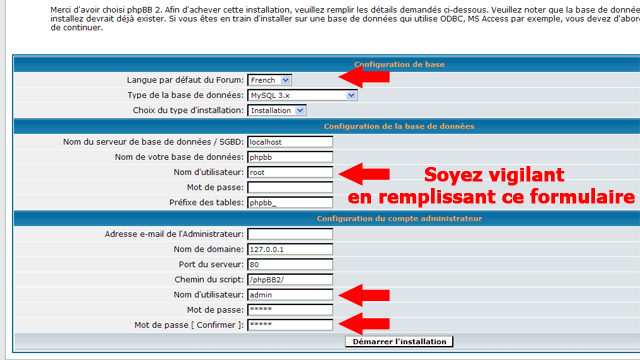 Merci d'avoir choisi phpBB 2. Afin d'achever cette installation, veuillez remplir les détails demandés ci-dessous. Veuillez noter que la base de donnée
installez devrait déjà exister. Si vous êtes en train d'installer sur une base de données qui utilise ODBC, MS Access par exemple, vous devez d'abor
de continuer.
Configuration de base
Langue par défaut du Forum: French
Type de la base de données: MySQL 3.x
Choix du type d'installation: Installation
Configuration de la base de données
Nom du serveur de base de données / SGBD: localhost
Nom de votre base de données: phpbb
Nom d'utilisateur: root
Mot de passe:
Préfixe des tables: phpbb_
Soyez vigilant
en remplissant ce formulaire
Configuration du compte administrateur
Adresse e-mail de l'Administrateur:
Nom de domaine: 127.0.0.1
Port du serveur: 80
Chemin du script: /phpBB2/
Nom d'utilisateur: admin
Mot de passe: *****
Mot de passe [ Confirmer ]: *****
Démarrer l'installation